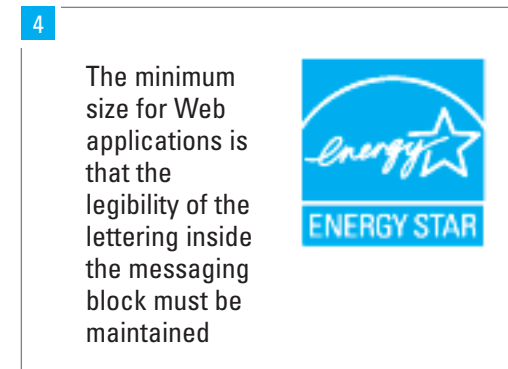 4
The minimum
size for Web
applications is
that the
legibility of the
lettering inside
the messaging
block must be
maintained
energy
ENERGY STAR